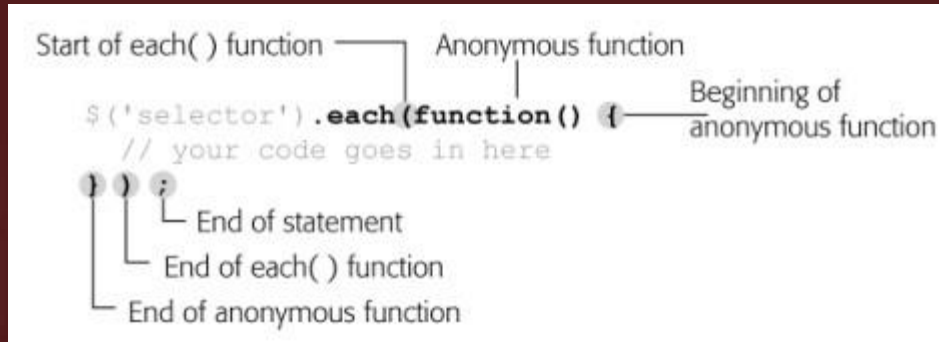 Start of each( ) function
Anonymous function
Beginning of
anonymous function
$('selector').each(function() {
// your code goes in here
} ) ;
End of statement
End of each( ) function
End of anonymous function